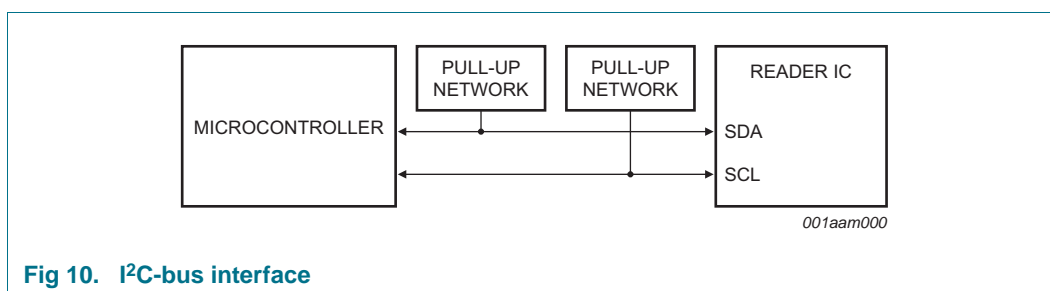 PULL-UP
NETWORK
PULL-UP
NETWORK
READER IC
MICROCONTROLLER
SDA
SCL
001aam000
Fig 10. I²C-bus interface